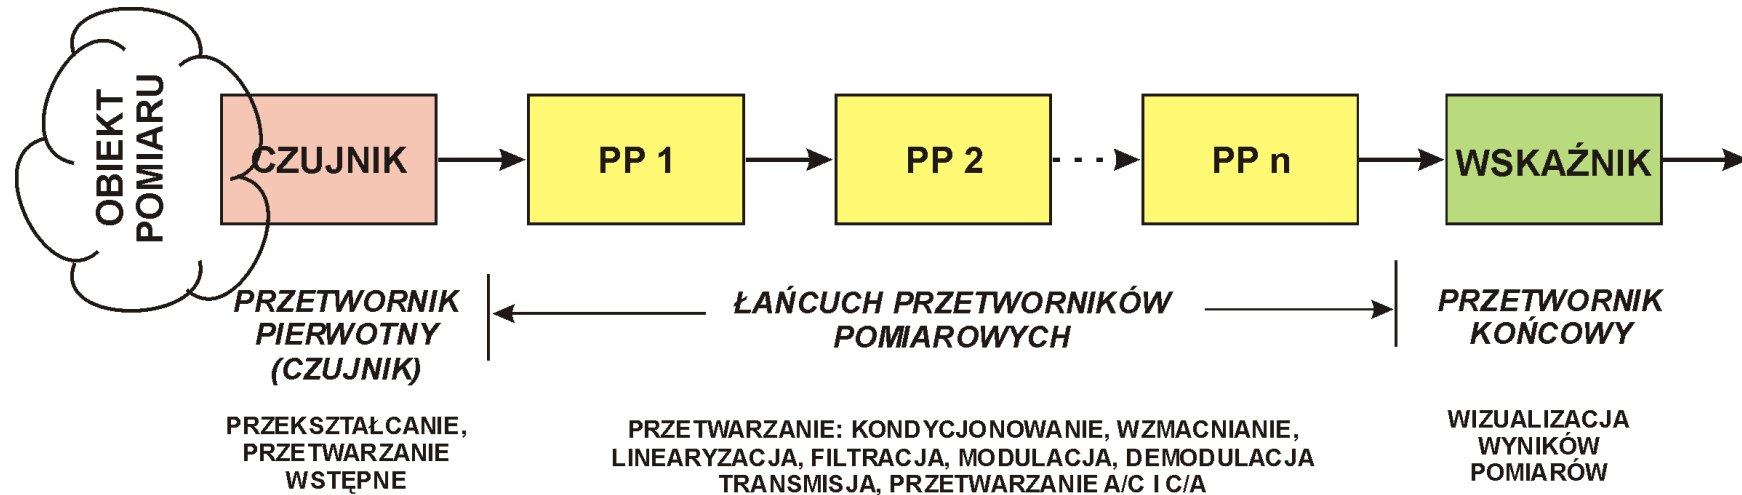 OBIEKT
POMIARU
CZUJNIK
PP 1
PP 2
PP n
WSKAŹNIK
PRZETWORNIK
PIERWOTNY
(CZUJNIK)
ŁAŃCUCH PRZETWORNIKÓW
POMIAROWYCH
PRZETWORNIK
KOŃCOWY
PRZEKSZTAŁCANIE,
PRZETWARZANIE
WSTĘPNE
PRZETWARZANIE: KONDYCJONOWANIE, WZMACNIANIE,
LINEARYZACJA, FILTRACJA, MODULACJA, DEMODULACJA
TRANSMISJA, PRZETWARZANIE A/C I C/A
WIZUALIZACJA
WYNIKÓW
POMIARÓW